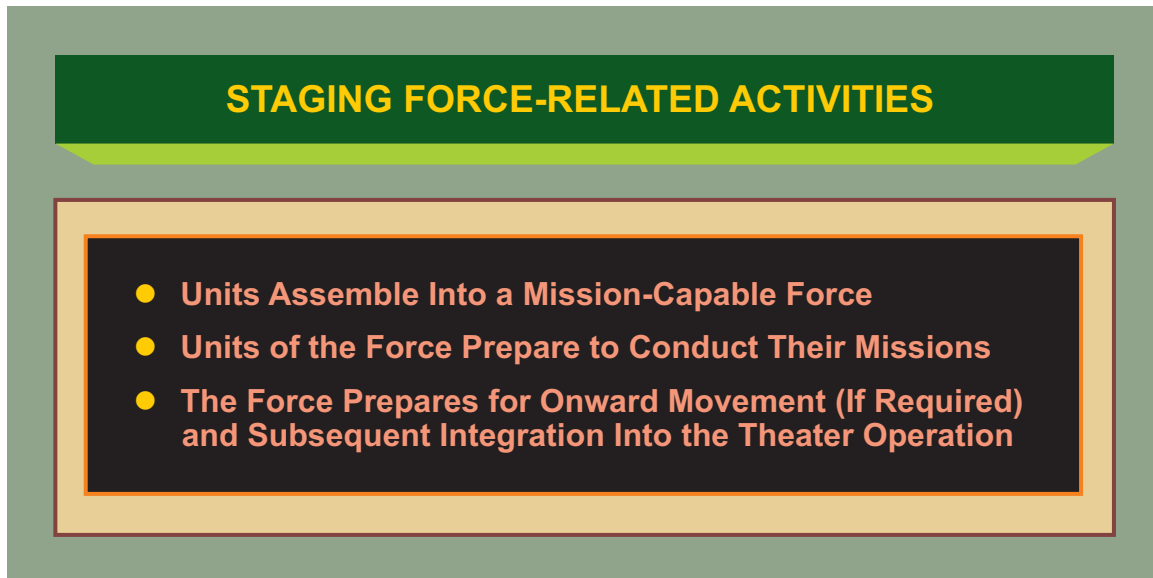 STAGING FORCE-RELATED ACTIVITIES
● Units Assemble Into a Mission-Capable Force
● Units of the Force Prepare to Conduct Their Missions
● The Force Prepares for Onward Movement (If Required)
and Subsequent Integration Into the Theater Operation